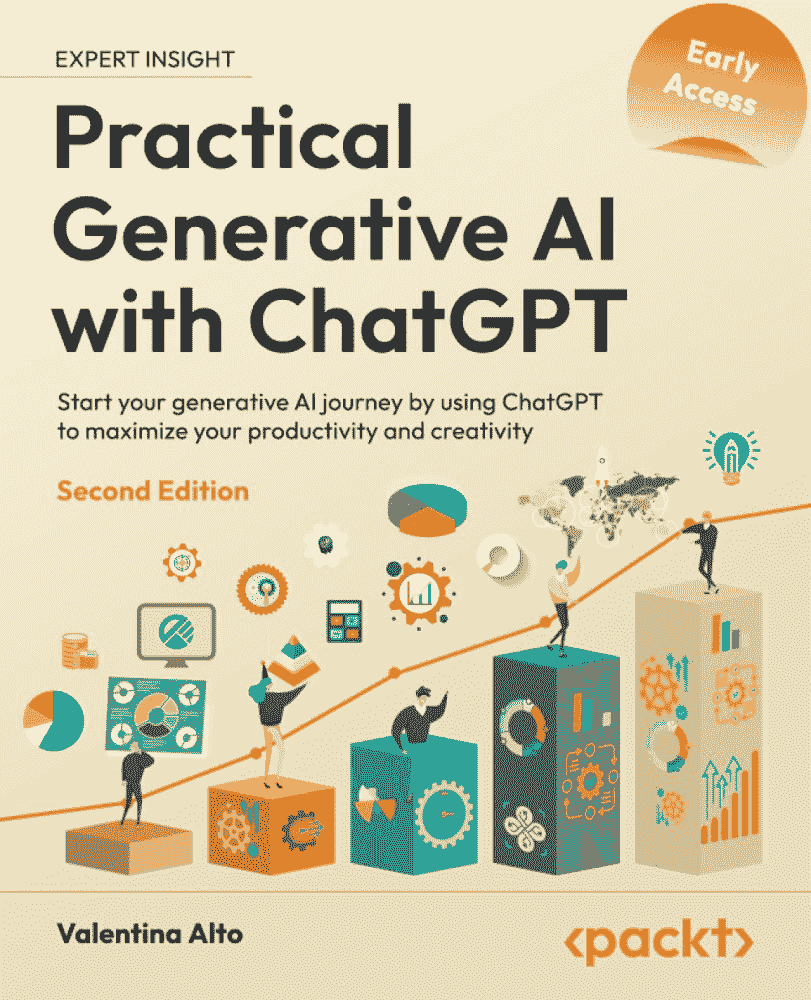 EXPERT INSIGHT
Early
Access
Practical
Generative AI
with ChatGPT
Start your generative AI journey by using ChatGPT
to maximize your productivity and creativity
Second Edition
Valentina Alto
<packt>